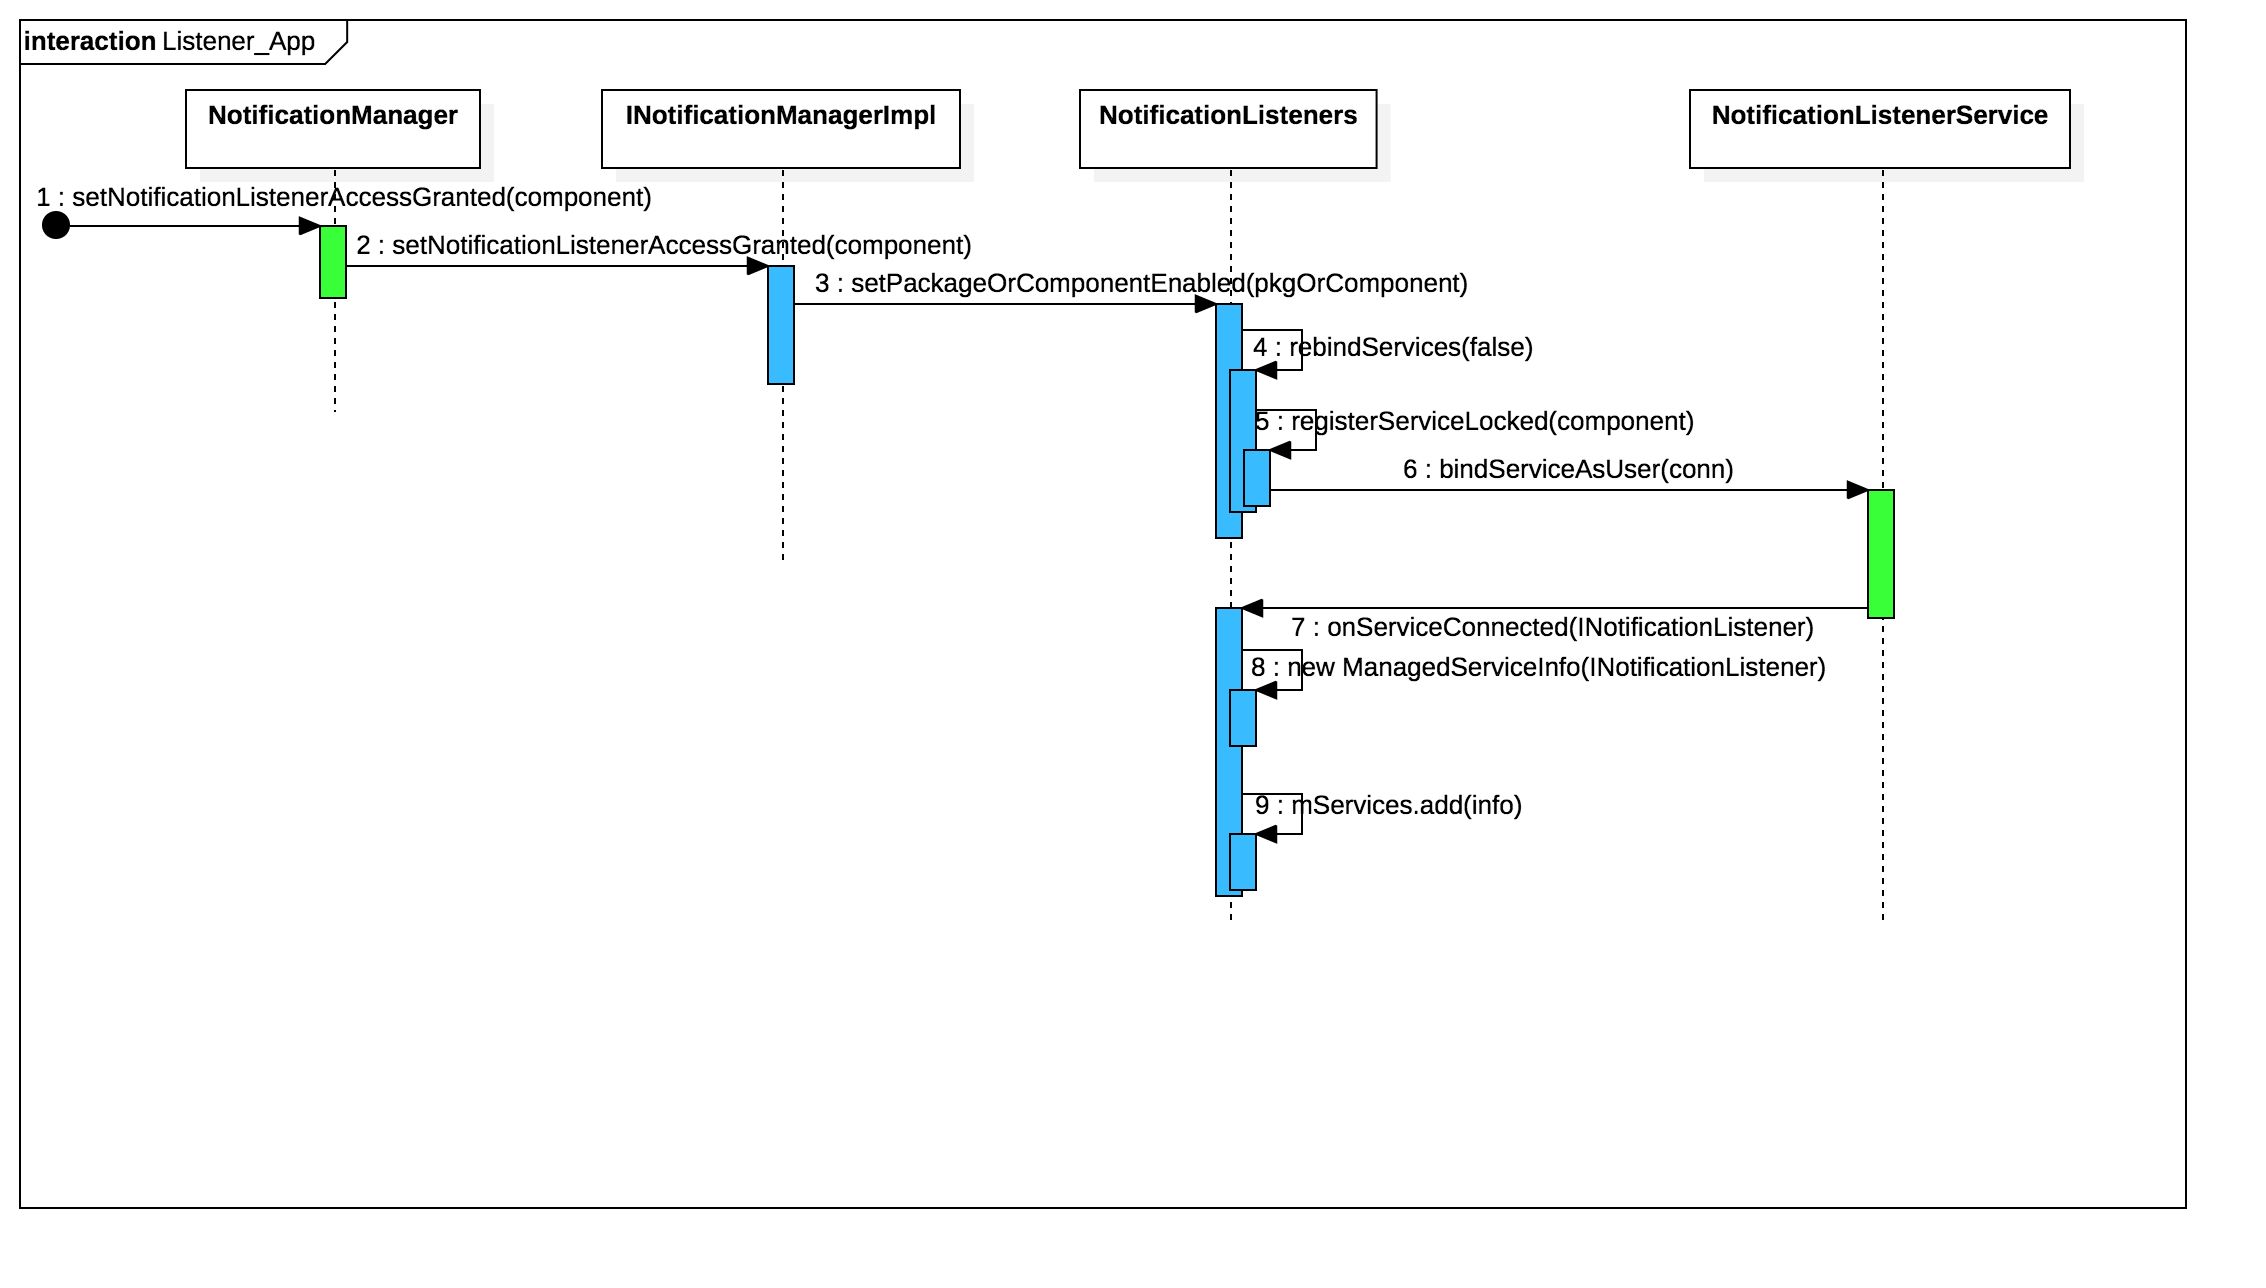 interaction Listener_App
NotificationManager
INotificationManagerImpl
NotificationListeners
NotificationListenerService
1 : setNotificationListenerAccessGranted(component)
2 : setNotificationListenerAccessGranted(component)
3 : setPackageOrComponentEnabled(pkgOrComponent)
4 : rebindServices(false)
5 : registerServiceLocked(component)
6 : bindServiceAsUser(conn)
7 : onServiceConnected(INotificationListener)
8 : new ManagedServiceInfo(INotificationListener)
9 : mServices.add(info)